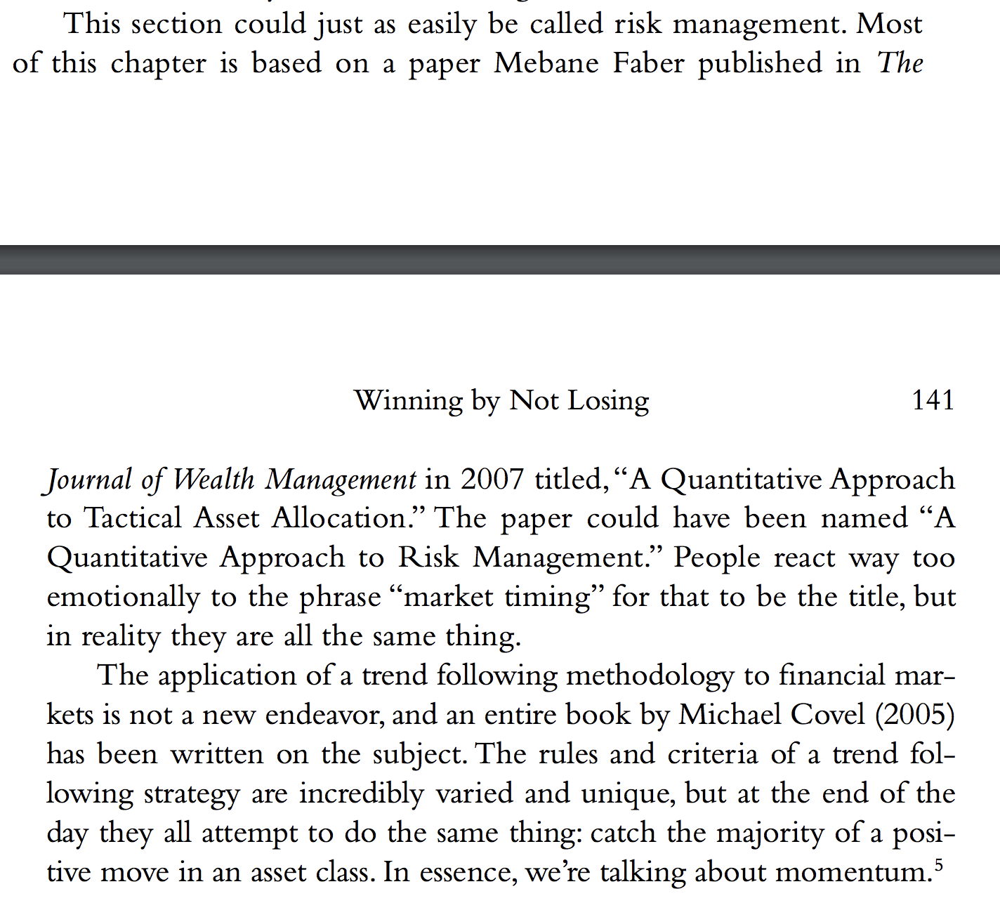 This section could just as easily be called risk management. Most
of this chapter is based on a paper Mebane Faber published in The
Winning by Not Losing 141
Journal of Wealth Management in 2007 titled, “A Quantitative Approach
to Tactical Asset Allocation.” The paper could have been named “A
Quantitative Approach to Risk Management.” People react way too
emotionally to the phrase “market timing” for that to be the title, but
in reality they are all the same thing.
The application of a trend following methodology to financial mar-
kets is not a new endeavor, and an entire book by Michael Covel (2005)
has been written on the subject. The rules and criteria of a trend fol-
lowing strategy are incredibly varied and unique, but at the end of the
day they all attempt to do the same thing: catch the majority of a posi-
tive move in an asset class. In essence, we’re talking about momentum.⁵